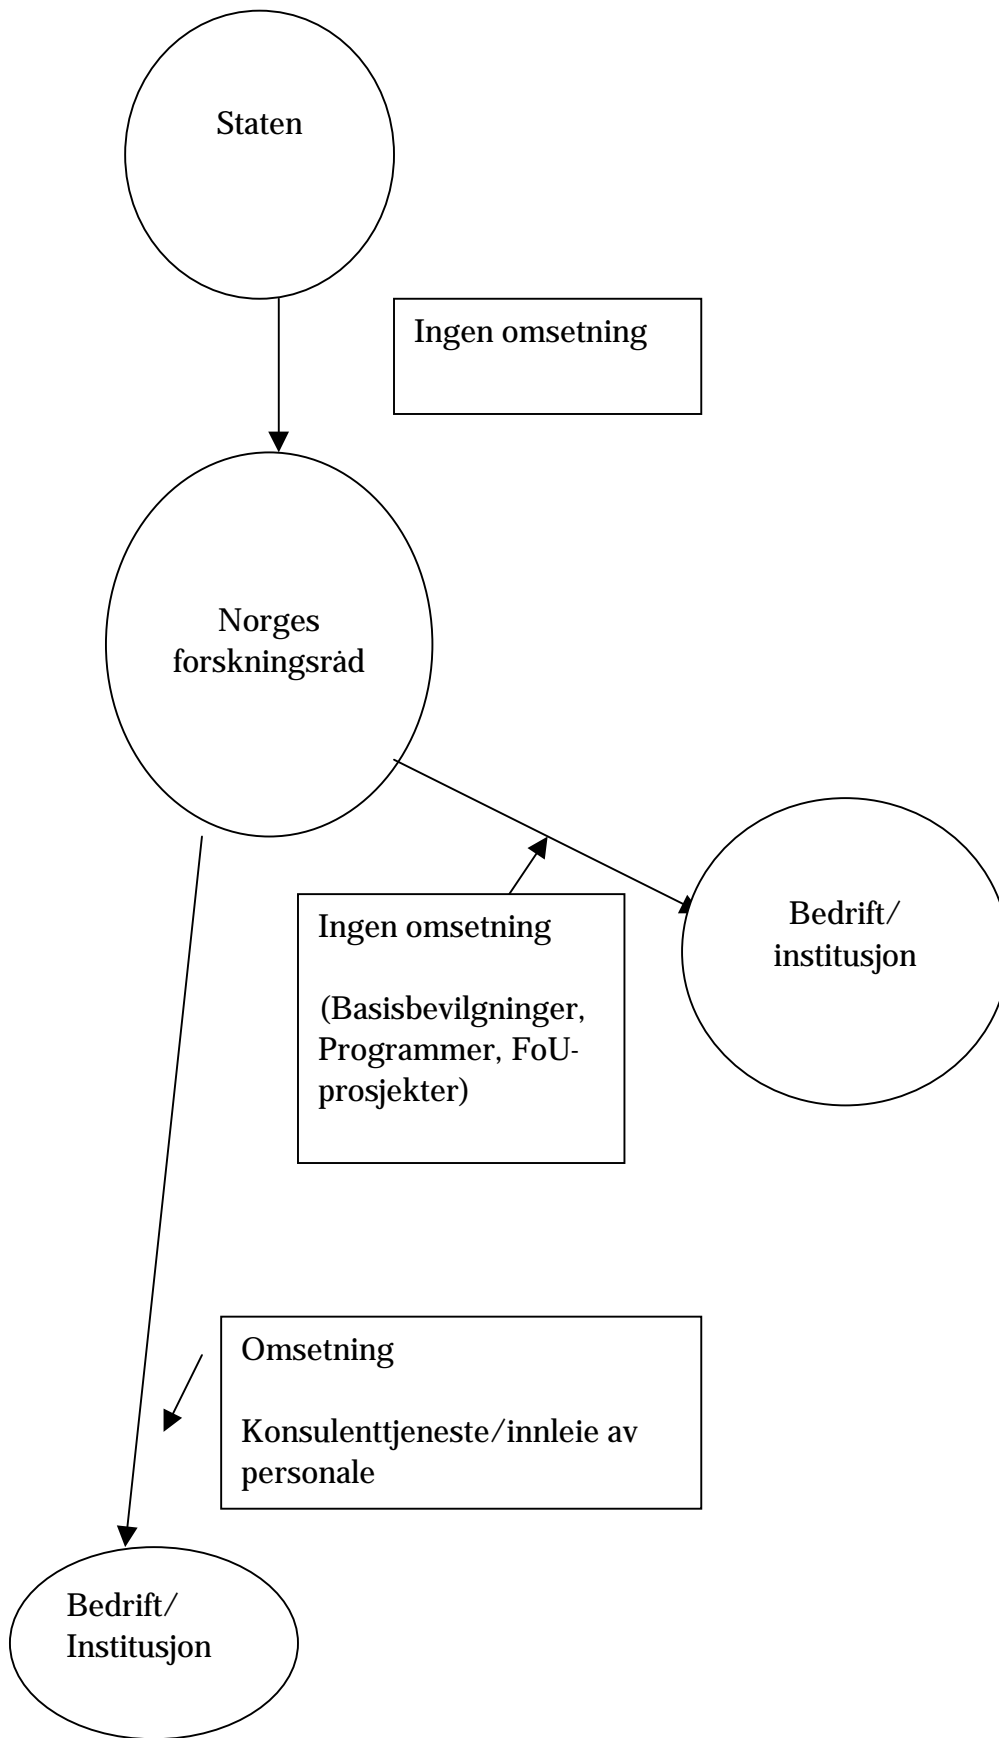 Staten
Ingen omsetning
Norges
forskningsråd
Ingen omsetning
(Basisbevilgninger,
Programmer, FoU-
prosjekter)
Bedrift/
institusjon
Omsetning
Konsulenttjeneste/innleie av
personale
Bedrift/
Institusjon